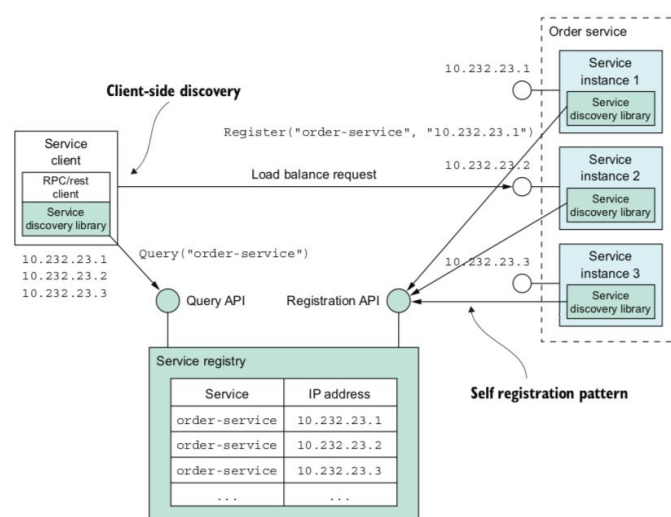 Order service
10.232.23.1
Service
instance 1
Service
discovery library
Client-side discovery
Register("order-service", "10.232.23.1")
Service
client
RPC/rest
client
Service
discovery library
10.232.23.1
10.232.23.2
10.232.23.3
Load balance request
10.232.23.2
Service
instance 2
Service
discovery library
Query("order-service")
10.232.23.3
Service
instance 3
Service
discovery library
Query API
Registration API
Self registration pattern
Service registry
Service IP address
order-service 10.232.23.1
order-service 10.232.23.2
order-service 10.232.23.3
... ...